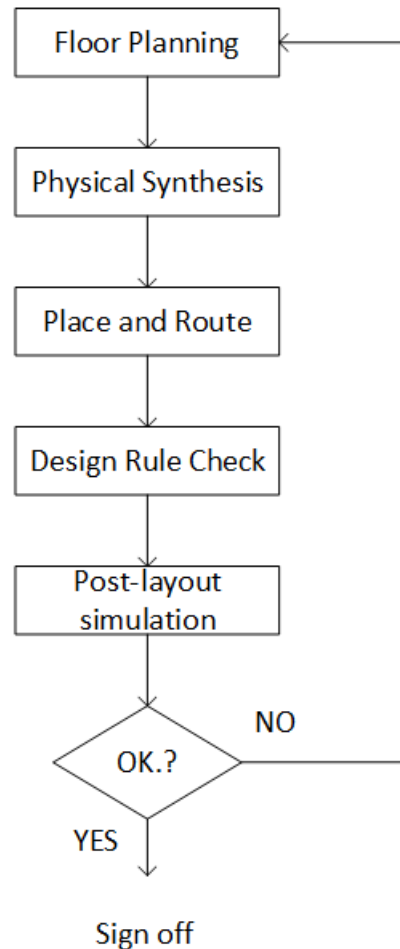 Floor Planning
Physical Synthesis
Place and Route
Design Rule Check
Post-layout
simulation
NO
OK.?
YES
Sign off